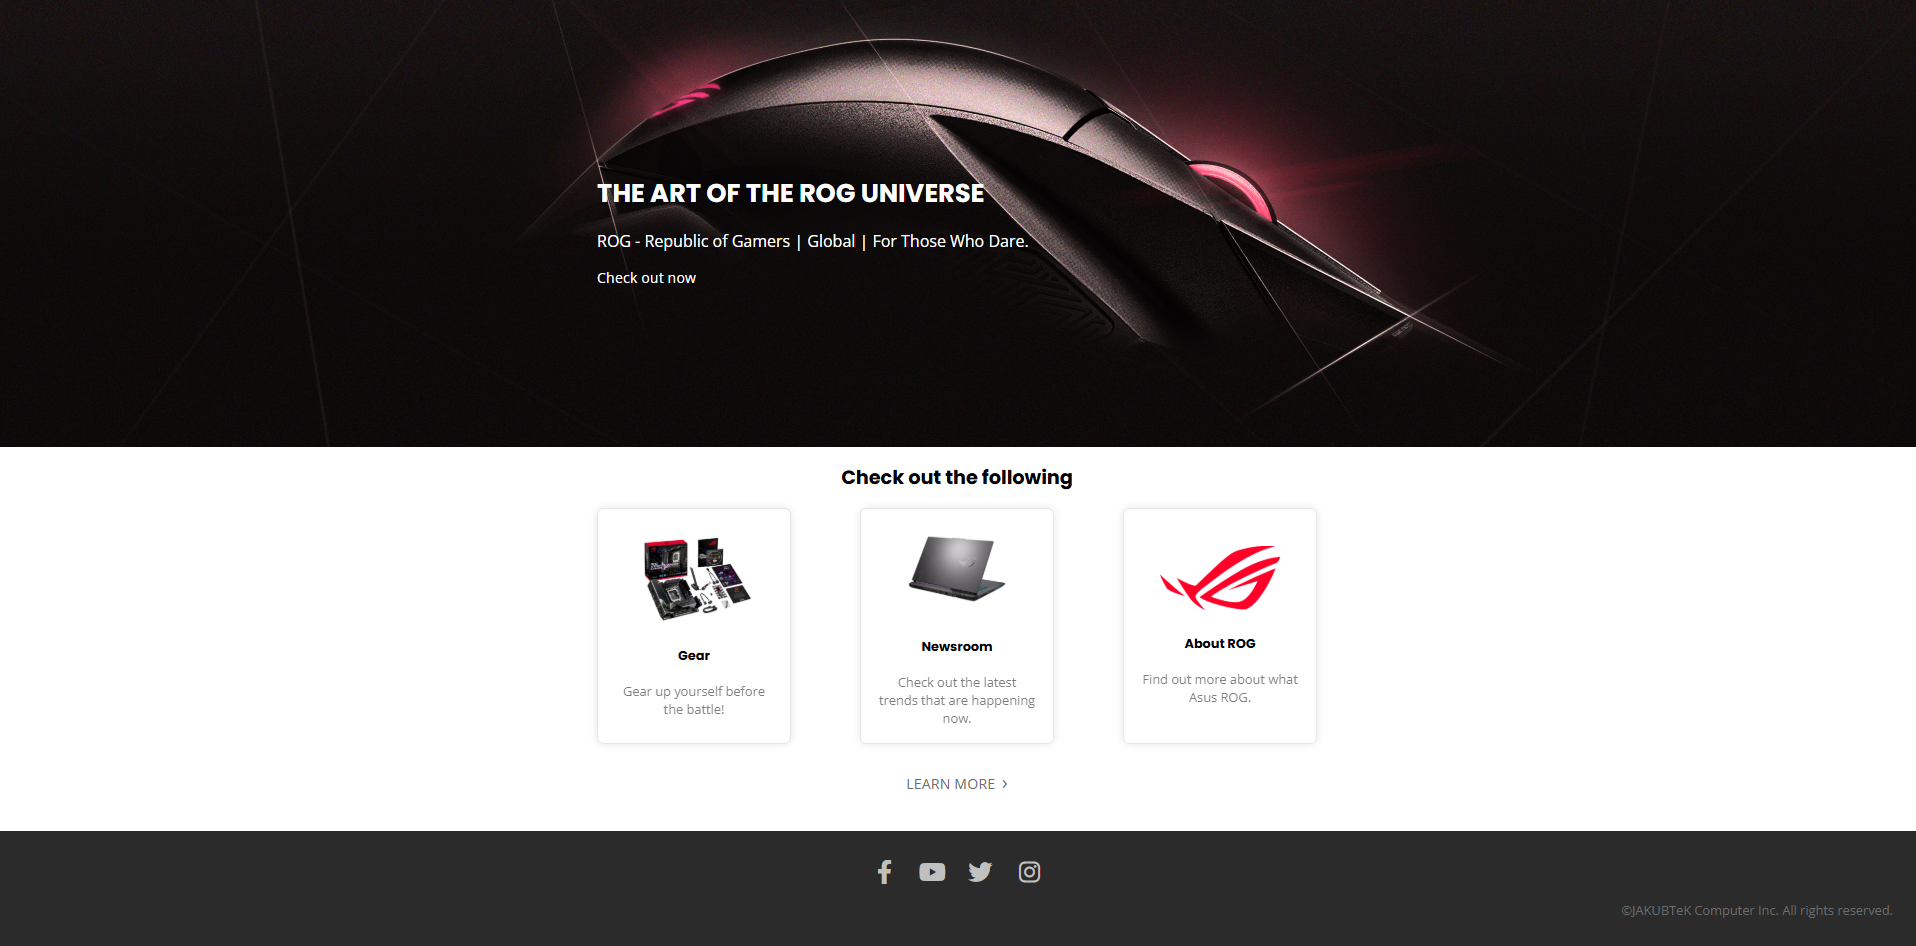 THE ART OF THE ROG UNIVERSE
ROG - Republic of Gamers | Global | For Those Who Dare.
Check out now
Check out the following
Gear
Gear up yourself before
the battle!
Newsroom
Check out the latest
trends that are happening
now.
About ROG
Find out more about what
Asus ROG.
LEARN MORE
©JAKUBTeK Computer Inc. All rights reserved.